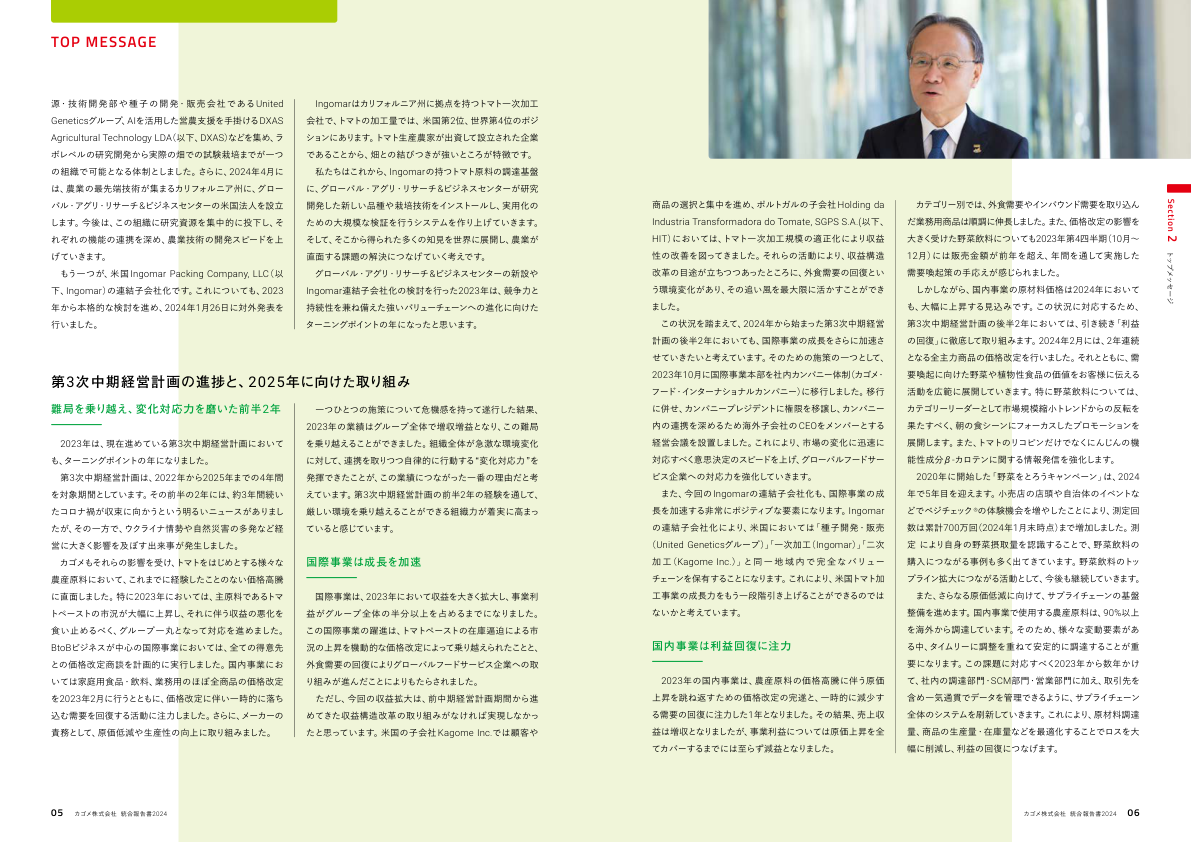 TOP MESSAGE
源・技術開発部や種子の開発・販売会社であるUnited
Geneticsグループ、AIを活用した営農支援を手掛けるDXAS
Agricultural Technology LDA（以下、DXAS）などを集め、ラ
ボレベルの研究開発から実際の畑での試験栽培までが一つ
の組織で可能となる体制としました。さらに、2024年4月に
は、農業の最先端技術が集まるカリフォルニア州に、グロー
バル・アグリ・リサーチ&ビジネスセンターの米国法人を設立
します。今後は、この組織に研究資源を集中的に投下し、そ
れぞれの機能の連携を深め、農業技術の開発スピードを上
げていきます。
もう一つが、米国Ingomar Packing Company, LLC（以
下、Ingomar）の連結子会社化です。これについても、2023
年から本格的な検討を進め、2024年1月26日に対外発表を
行いました。
Ingomarはカリフォルニア州に拠点を持つトマト一次加工
会社で、トマトの加工量では、米国第2位、世界第4位のポジ
ションにあります。トマト生産農家が出資して設立された企業
であることから、畑との結びつきが強いところが特徴です。
私たちはこれから、Ingomarの持つトマト原料の調達基盤
に、グローバル・アグリ・リサーチ&ビジネスセンターが研究
開発した新しい品種や栽培技術をインストールし、実用化の
ための大規模な検証を行うシステムを作り上げていきます。
そして、そこから得られた多くの知見を世界に展開し、農業が
直面する課題の解決につなげていく考えです。
グローバル・アグリ・リサーチ&ビジネスセンターの新設や
Ingomar連結子会社化の検討を行った2023年は、競争力と
持続性を兼ね備えた強いバリューチェーンへの進化に向けた
ターニングポイントの年になったと思います。
第3次中期経営計画の進捗と、2025年に向けた取り組み
難局を乗り越え、変化対応力を磨いた前半2年
2023年は、現在進めている第3次中期経営計画において
も、ターニングポイントの年になりました。
第3次中期経営計画は、2022年から2025年までの4年間
を対象期間としています。その前半の2年には、約3年間続い
たコロナ禍が収束に向かうという明るいニュースがありまし
たが、その一方で、ウクライナ情勢や自然災害の多発など経
営に大きく影響を及ぼす出来事が発生しました。
カゴメもそれらの影響を受け、トマトをはじめとする様々な
農産原料において、これまでに経験したことのない価格高騰
に直面しました。特に2023年においては、主原料であるトマ
トペーストの市況が大幅に上昇し、それに伴う収益の悪化を
食い止めるべく、グループ一丸となって対応を進めました。
BtoBビジネスが中心の国際事業においては、全ての得意先
との価格改定商談を計画的に実行しました。国内事業にお
いては家庭用食品・飲料、業務用のほぼ全商品の価格改定
を2023年2月に行うとともに、価格改定に伴い一時的に落ち
込む需要を回復する活動に注力しました。さらに、メーカーの
責務として、原価低減や生産性の向上に取り組みました。
一つひとつの施策について危機感を持って遂行した結果、
2023年の業績はグループ全体で増収増益となり、この難局
を乗り越えることができました。組織全体が急激な環境変化
に対して、連携を取りつつ自律的に行動する“変化対応力”を
発揮できたことが、この業績につながった一番の理由だと考
えています。第3次中期経営計画の前半2年の経験を通して、
厳しい環境を乗り越えることができる組織力が着実に高まっ
ていると感じています。
国際事業は成長を加速
国際事業は、2023年において収益を大きく拡大し、事業利
益がグループ全体の半分以上を占めるまでになりました。
この国際事業の躍進は、トマトペーストの在庫逼迫による市
況の上昇を機動的な価格改定によって乗り越えられたことと、
外食需要の回復によりグローバルフードサービス企業への取
り組みが進んだことによりもたらされました。
ただし、今回の収益拡大は、前中期経営計画期間から進
めてきた収益構造改革の取り組みがなければ実現しなかっ
たと思っています。米国の子会社Kagome Inc.では顧客や
商品の選択と集中を進め、ポルトガルの子会社Holding da
Industria Transformadora do Tomate, SGPS S.A.（以下、
HIT）においては、トマト一次加工規模の適正化により収益
性の改善を図ってきました。それらの活動により、収益構造
改革の目途が立ちつつあったところに、外食需要の回復とい
う環境変化があり、その追い風を最大限に活かすことができ
ました。
この状況を踏まえて、2024年から始まった第3次中期経営
計画の後半2年においても、国際事業の成長をさらに加速さ
せていきたいと考えています。そのための施策の一つとして、
2023年10月に国際事業本部を社内カンパニー体制（カゴメ・
フード・インターナショナルカンパニー）に移行しました。移行
に併せ、カンパニープレジデントに権限を移譲し、カンパニー
内の連携を深めるため海外子会社のCEOをメンバーとする
経営会議を設置しました。これにより、市場の変化に迅速に
対応すべく意思決定のスピードを上げ、グローバルフードサー
ビス企業への対応力を強化していきます。
また、今回のIngomarの連結子会社化も、国際事業の成
長を加速する非常にポジティブな要素になります。Ingomar
の連結子会社化により、米国においては「種子開発・販売
（United Geneticsグループ）」「一次加工（Ingomar）」「二次
加工（Kagome Inc.）」と同一地域内で完全なバリュー
チェーンを保有することになります。これにより、米国トマト加
工事業の成長力をもう一段階引き上げることができるのでは
ないかと考えています。
国内事業は利益回復に注力
2023年の国内事業は、農産原料の価格高騰に伴う原価
上昇を跳ね返すための価格改定の完遂と、一時的に減少す
る需要の回復に注力した1年となりました。その結果、売上収
益は増収となりましたが、事業利益については原価上昇を全
てカバーするまでには至らず減益となりました。
カテゴリー別では、外食需要やインバウンド需要を取り込ん
だ業務用商品は順調に伸長しました。また、価格改定の影響を
大きく受けた野菜飲料についても2023年第4四半期（10月～
12月）には販売金額が前年を超え、年間を通して実施した
需要喚起策の手応えが感じられました。
しかしながら、国内事業の原材料価格は2024年において
も、大幅に上昇する見込みです。この状況に対応するため、
第3次中期経営計画の後半2年においては、引き続き「利益
の回復」に徹底して取り組みます。2024年2月には、2年連続
となる全主力商品の価格改定を行いました。それとともに、需
要喚起に向けた野菜や植物性食品の価値をお客様に伝える
活動を広範に展開していきます。特に野菜飲料については、
カテゴリーリーダーとして市場規模縮小トレンドからの反転を
果たすべく、朝の食シーンにフォーカスしたプロモーションを
展開します。また、トマトのリコピンだけでなくにんじんの機
能性成分β-カロテンに関する情報発信を強化します。
2020年に開始した「野菜をとろうキャンペーン」は、2024
年で5年目を迎えます。小売店の店頭や自治体のイベントな
どでベジチェック®の体験機会を増やしたことにより、測定回
数は累計700万回（2024年1月末時点）まで増加しました。測
定 により自身の野菜摂取量を認識することで、野菜飲料の
購入につながる事例も多く出てきています。野菜飲料のトッ
プライン拡大につながる活動として、今後も継続していきます。
また、さらなる原価低減に向けて、サプライチェーンの基盤
整備を進めます。国内事業で使用する農産原料は、90%以上
を海外から調達しています。そのため、様々な変動要素があ
る中、タイムリーに調整を重ねて安定的に調達することが重
要になります。この課題に対応すべく2023年から数年かけ
て、社内の調達部門・SCM部門・営業部門に加え、取引先を
含め一気通貫でデータを管理できるように、サプライチェーン
全体のシステムを刷新していきます。これにより、原材料調達
量、商品の生産量・在庫量などを最適化することでロスを大
幅に削減し、利益の回復につなげます。
Section 2 トップメッセージ
05 カゴメ株式会社 統合報告書2024
カゴメ株式会社 統合報告書2024 06